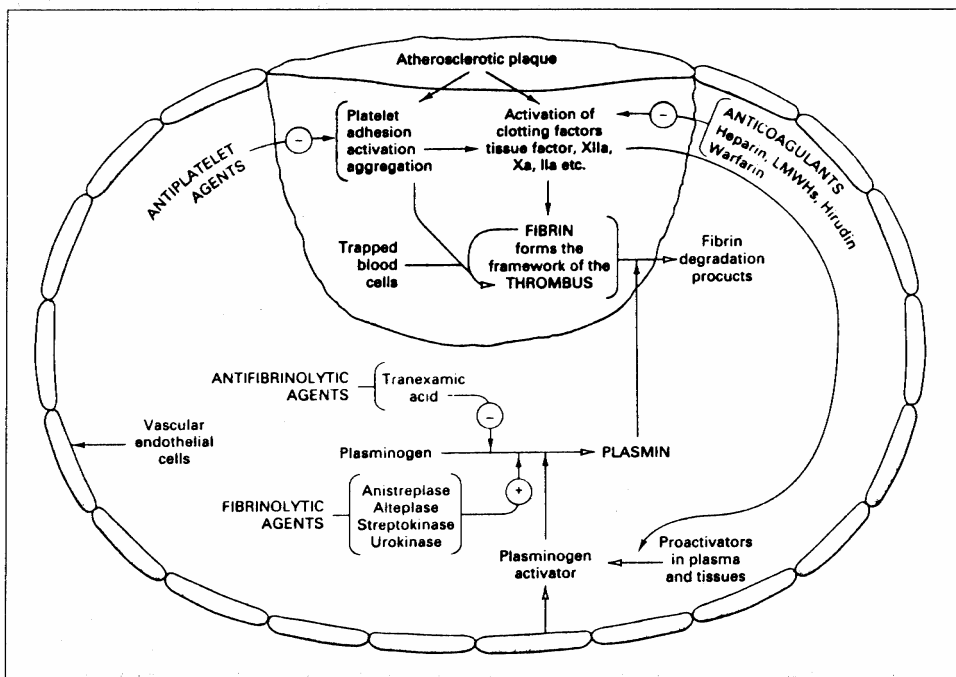 Atherosclerotic plaque
Platelet
adhesion
activation
aggregation
Activation of
clotting factors
tissue factor, XIIa,
Xa, IIa etc.
−
ANTIPLATELET
AGENTS
−
ANTICOAGULANTS
Heparin, LMWHs, Hirudin
Warfarin
Trapped
blood
cells
FIBRIN
forms the
framework of the
THROMBUS
Fibrin
degradation
procucts
ANTIFIBRINOLYTIC
AGENTS
Tranexamic
acid
−
Vascular
endothelial
cells
Plasminogen
PLASMIN
+
FIBRINOLYTIC
AGENTS
Anistreplase
Alteplase
Streptokinase
Urokinase
Plasminogen
activator
Proactivators
in plasma
and tissues